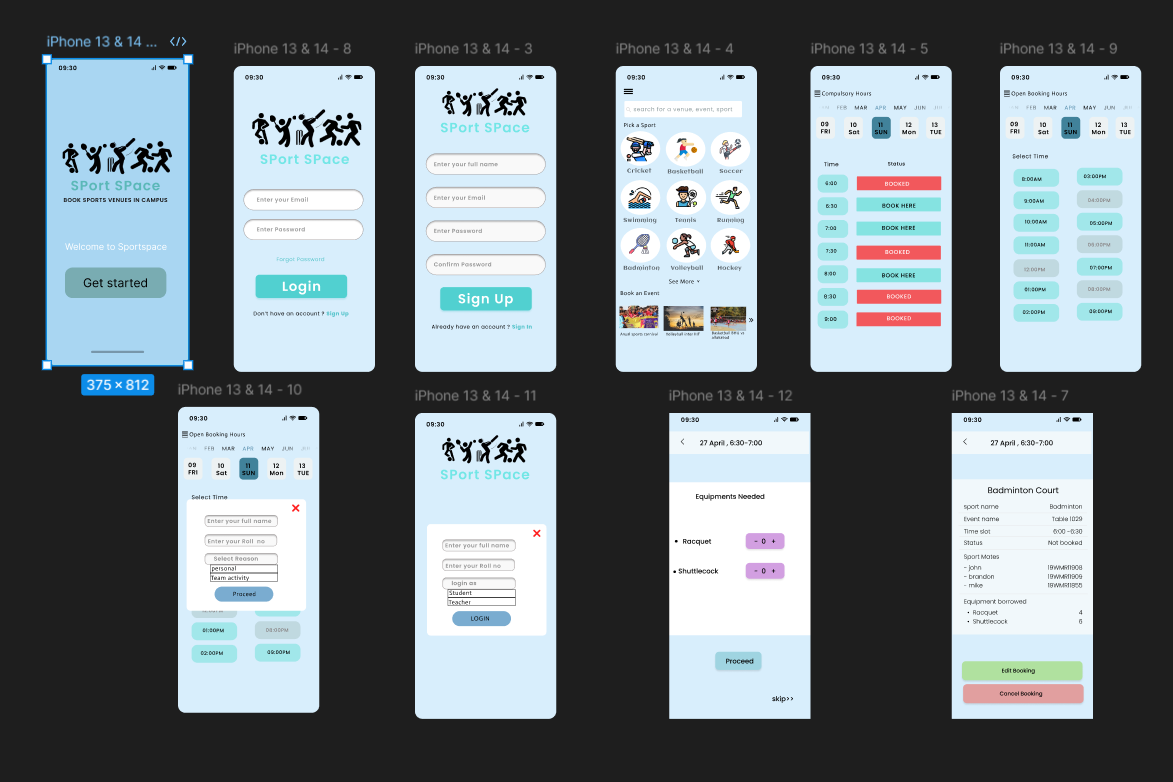 iPhone 13 & 14 ...
</>
09:30
SPort SPace
BOOK SPORTS VENUES IN CAMPUS
Welcome to Sportspace
Get started
375 × 812
iPhone 13 & 14 - 8
09:30
SPort SPace
Enter your Email
Enter Password
Forgot Password
Login
Don't have an account ? Sign Up
iPhone 13 & 14 - 3
09:30
SPort SPace
Enter your full name
Enter your Email
Enter Password
Confirm Password
Sign Up
Already have an account ? Sign In
iPhone 13 & 14 - 4
09:30
search for a venue, event, sport
Pick a Sport
Cricket Basketball Soccer
Swimming Tennis Running
Badminton Volleyball Hockey
See More
Book an Event
»
iPhone 13 & 14 - 5
09:30
Compulsory Hours
FEB MAR APR MAY JUN
09 10 11 12 13
FRI Sat SUN Mon TUE
Time Status
6:00 BOOKED
6:30 BOOK HERE
7:00 BOOK HERE
7:30 BOOKED
8:00 BOOK HERE
8:30 BOOKED
9:00 BOOKED
iPhone 13 & 14 - 9
09:30
Open Booking Hours
FEB MAR APR MAY JUN
09 10 11 12 13
FRI Sat SUN Mon TUE
Select Time
8:00AM 03:00PM
9:00AM 04:00PM
10:00AM 05:00PM
11:00AM 06:00PM
12:00PM 07:00PM
01:00PM 08:00PM
02:00PM 09:00PM
iPhone 13 & 14 - 10
09:30
Open Booking Hours
FEB MAR APR MAY JUN
09 10 11 12 13
FRI Sat SUN Mon TUE
Select Time
Enter your full name
Enter your Roll no
Select Reason
personal
Team activity
Proceed
01:00PM 08:00PM
02:00PM 09:00PM
iPhone 13 & 14 - 11
09:30
SPort SPace
Enter your full name
Enter your Roll no
login as
Student
Teacher
LOGIN
iPhone 13 & 14 - 12
09:30
27 April , 6:30-7:00
Equipments Needed
• Racquet - 0 +
• Shuttlecock - 0 +
Proceed
skip>>
iPhone 13 & 14 - 7
09:30
27 April , 6:30-7:00
Badminton Court
sport name Badminton
Event name Table 1029
Time slot 6:00 -6:30
Status Not booked
Sport Mates
- john 19WMR11908
- brandon 19WMR11909
- mike 19WMR11855
Equipment borrowed
• Racquet 4
• Shuttlecock 6
Edit Booking
Cancel Booking